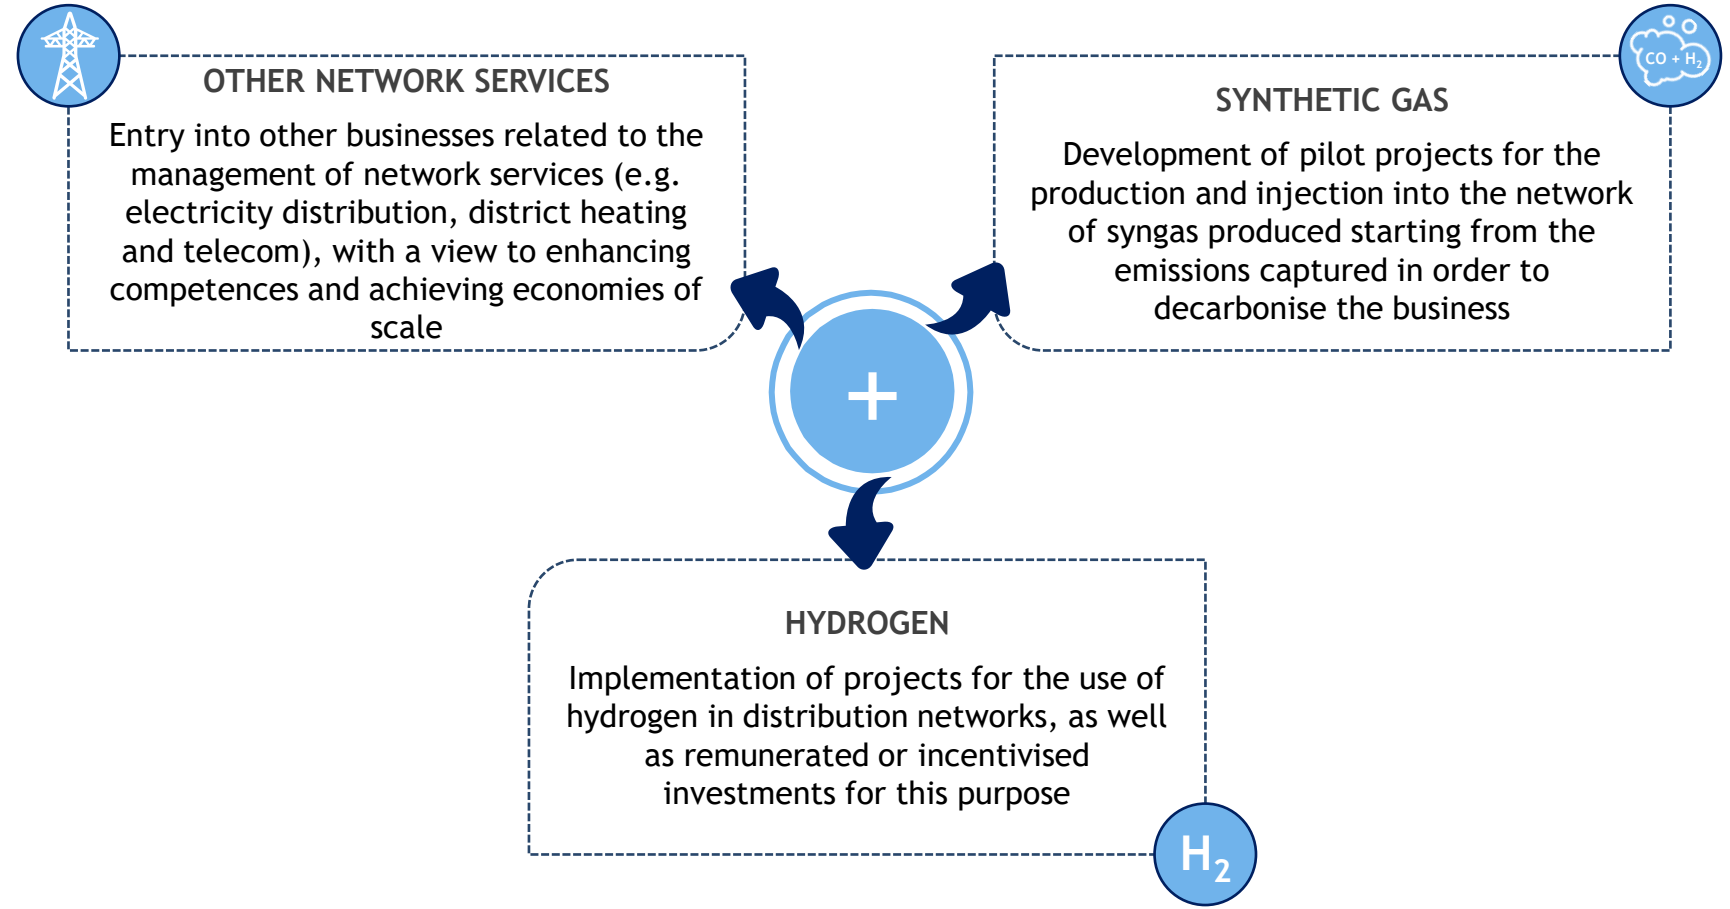 OTHER NETWORK SERVICES
Entry into other businesses related to the
management of network services (e.g.
electricity distribution, district heating
and telecom), with a view to enhancing
competences and achieving economies of
scale
CO + H₂
SYNTHETIC GAS
Development of pilot projects for the
production and injection into the network
of syngas produced starting from the
emissions captured in order to
decarbonise the business
+
HYDROGEN
Implementation of projects for the use of
hydrogen in distribution networks, as well
as remunerated or incentivised
investments for this purpose
H₂